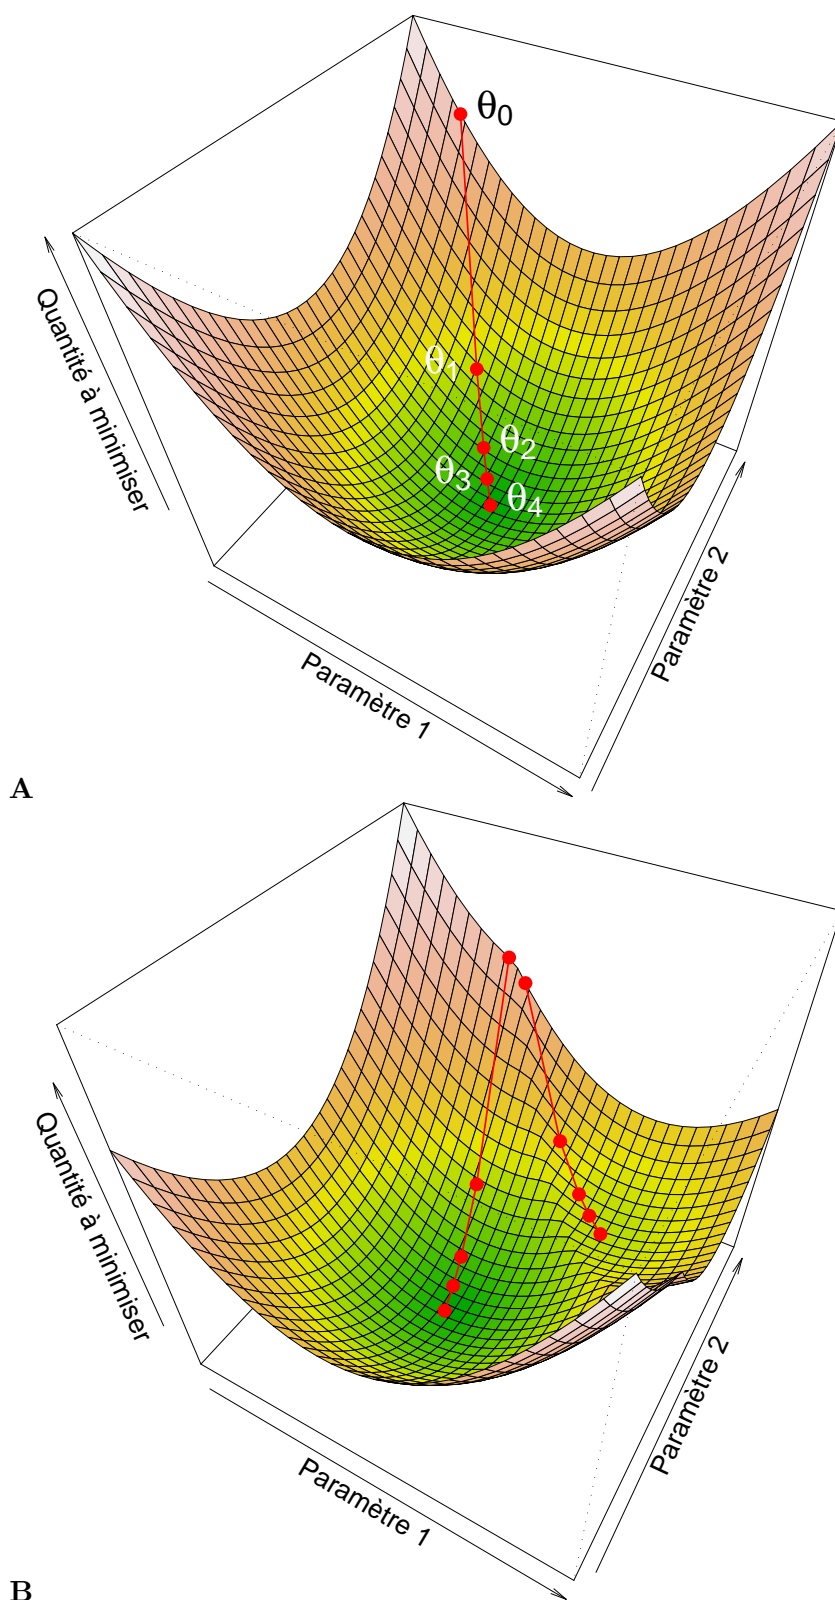 θ0
θ1
θ2
θ3
θ4
Quantité à minimiser
Paramètre 1
Paramètre 2
A
Quantité à minimiser
Paramètre 1
Paramètre 2
B